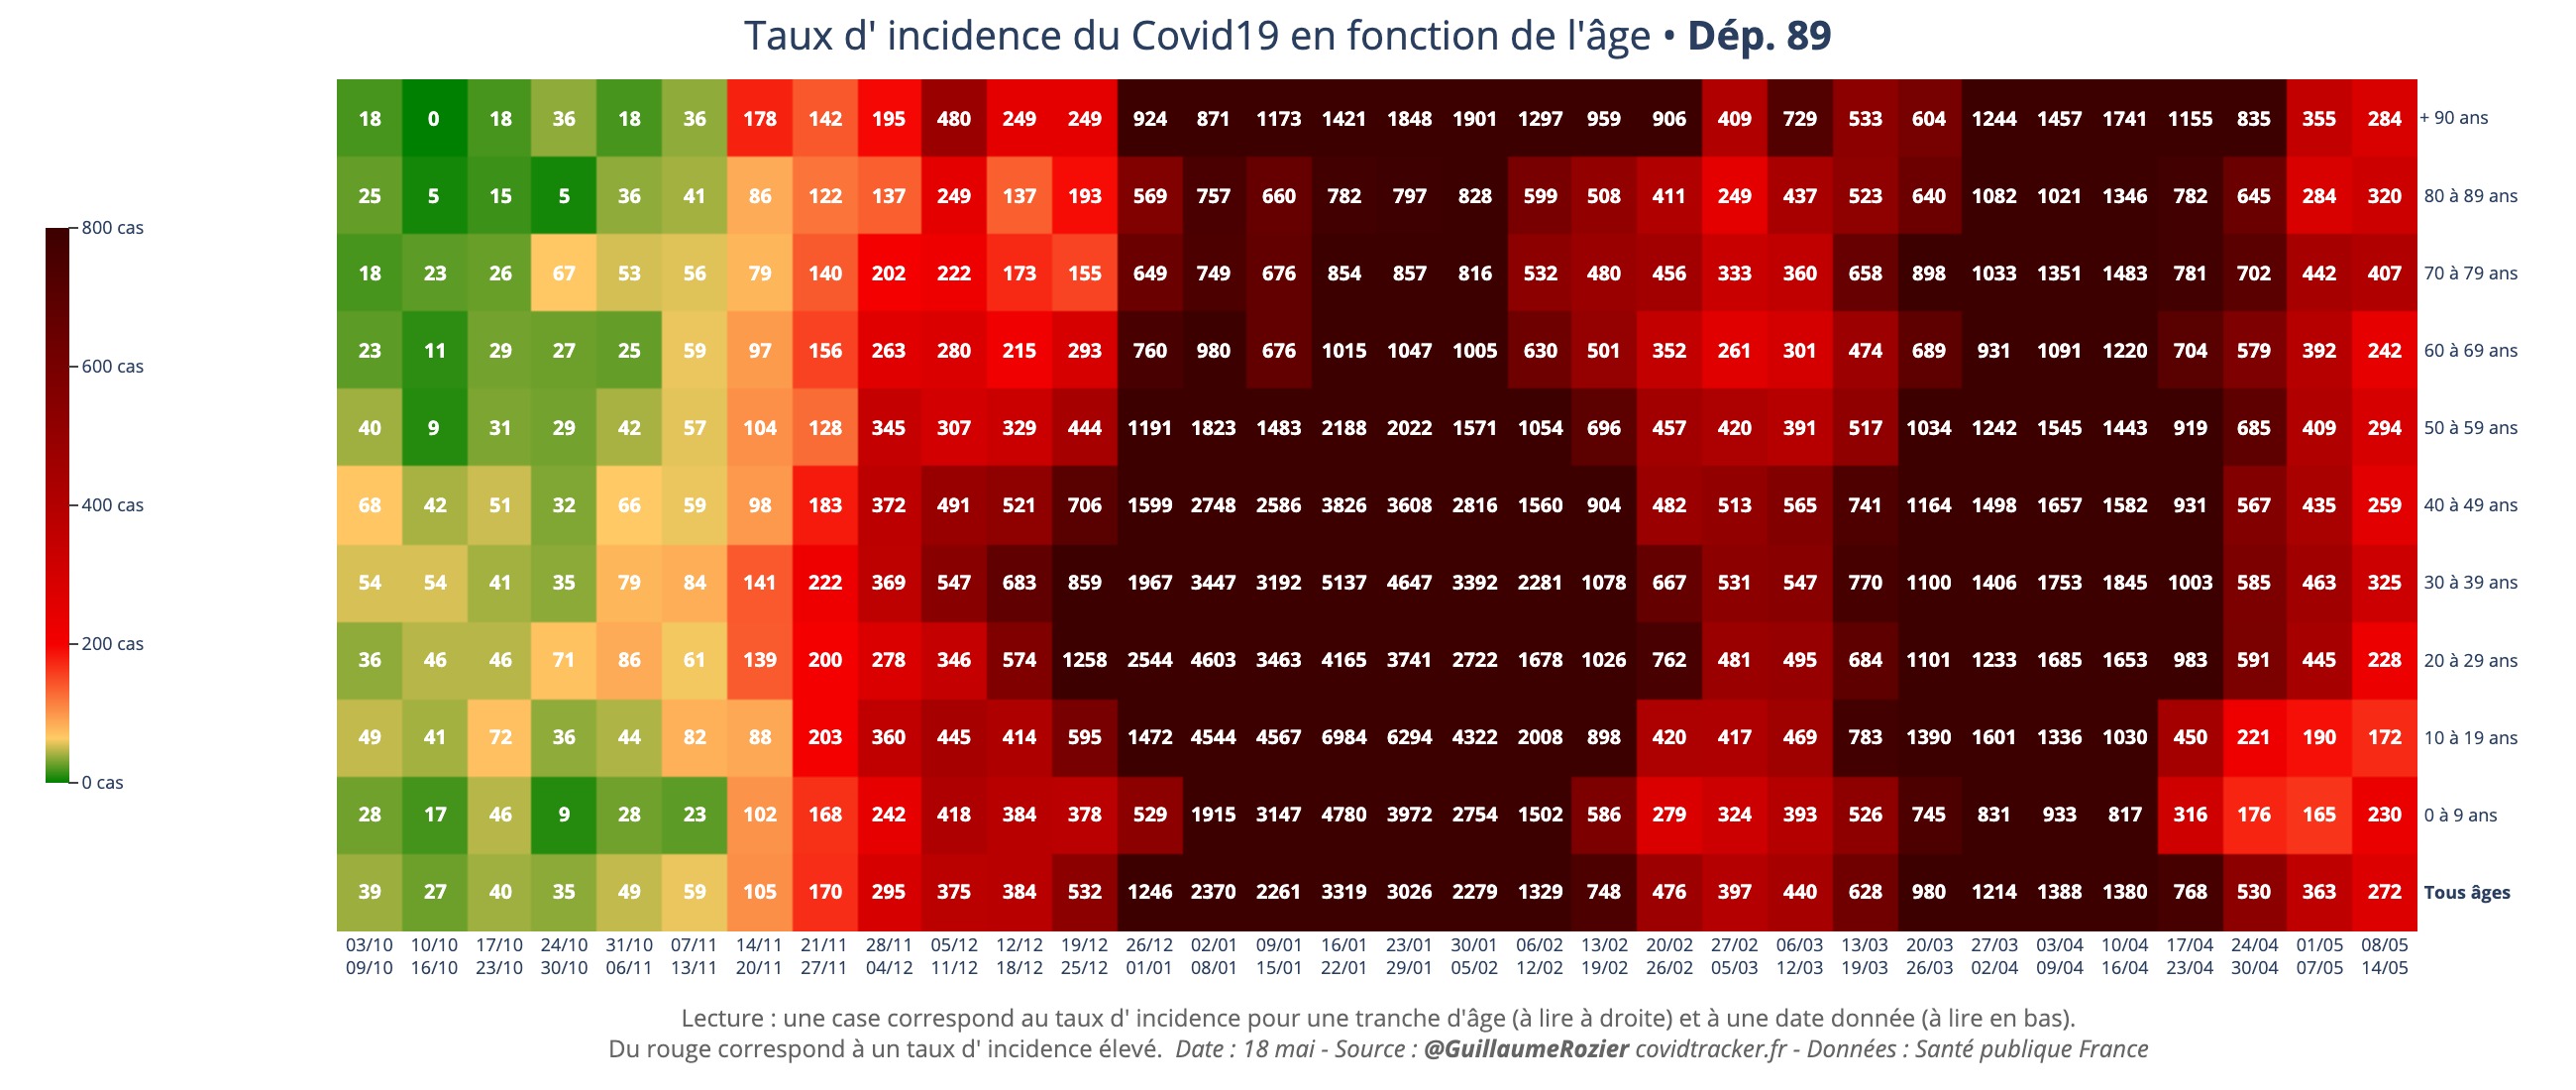 Taux d' incidence du Covid19 en fonction de l'âge • Dép. 89
800 cas
600 cas
400 cas
200 cas
0 cas
18 0 18 36 18 36 178 142 195 480 249 249 924 871 1173 1421 1848 1901 1297 959 906 409 729 533 604 1244 1457 1741 1155 835 355 284 + 90 ans
25 5 15 5 36 41 86 122 137 249 137 193 569 757 660 782 797 828 599 508 411 249 437 523 640 1082 1021 1346 782 645 284 320 80 à 89 ans
18 23 26 67 53 56 79 140 202 222 173 155 649 749 676 854 857 816 532 480 456 333 360 658 898 1033 1351 1483 781 702 442 407 70 à 79 ans
23 11 29 27 25 59 97 156 263 280 215 293 760 980 676 1015 1047 1005 630 501 352 261 301 474 689 931 1091 1220 704 579 392 242 60 à 69 ans
40 9 31 29 42 57 104 128 345 307 329 444 1191 1823 1483 2188 2022 1571 1054 696 457 420 391 517 1034 1242 1545 1443 919 685 409 294 50 à 59 ans
68 42 51 32 66 59 98 183 372 491 521 706 1599 2748 2586 3826 3608 2816 1560 904 482 513 565 741 1164 1498 1657 1582 931 567 435 259 40 à 49 ans
54 54 41 35 79 84 141 222 369 547 683 859 1967 3447 3192 5137 4647 3392 2281 1078 667 531 547 770 1100 1406 1753 1845 1003 585 463 325 30 à 39 ans
36 46 46 71 86 61 139 200 278 346 574 1258 2544 4603 3463 4165 3741 2722 1678 1026 762 481 495 684 1101 1233 1685 1653 983 591 445 228 20 à 29 ans
49 41 72 36 44 82 88 203 360 445 414 595 1472 4544 4567 6984 6294 4322 2008 898 420 417 469 783 1390 1601 1336 1030 450 221 190 172 10 à 19 ans
28 17 46 9 28 23 102 168 242 418 384 378 529 1915 3147 4780 3972 2754 1502 586 279 324 393 526 745 831 933 817 316 176 165 230 0 à 9 ans
39 27 40 35 49 59 105 170 295 375 384 532 1246 2370 2261 3319 3026 2279 1329 748 476 397 440 628 980 1214 1388 1380 768 530 363 272 Tous âges
03/10 10/10 17/10 24/10 31/10 07/11 14/11 21/11 28/11 05/12 12/12 19/12 26/12 02/01 09/01 16/01 23/01 30/01 06/02 13/02 20/02 27/02 06/03 13/03 20/03 27/03 03/04 10/04 17/04 24/04 01/05 08/05
09/10 16/10 23/10 30/10 06/11 13/11 20/11 27/11 04/12 11/12 18/12 25/12 01/01 08/01 15/01 22/01 29/01 05/02 12/02 19/02 26/02 05/03 12/03 19/03 26/03 02/04 09/04 16/04 23/04 30/04 07/05 14/05
Lecture : une case correspond au taux d' incidence pour une tranche d'âge (à lire à droite) et à une date donnée (à lire en bas).
Du rouge correspond à un taux d' incidence élevé. Date : 18 mai - Source : @GuillaumeRozier covidtracker.fr - Données : Santé publique France